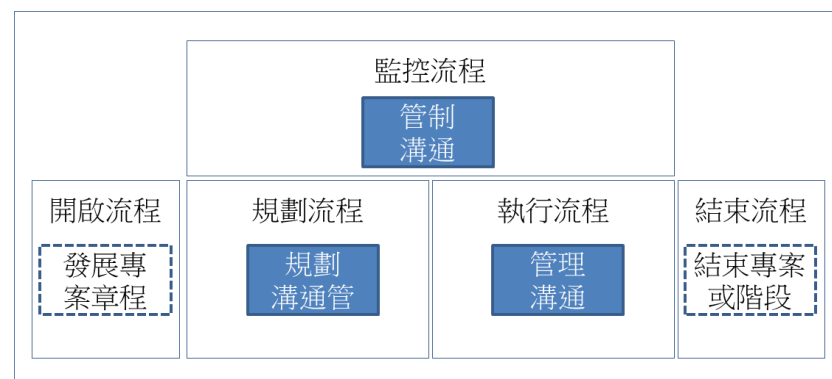 監控流程
管制
溝通
開啟流程
發展專
案章程
規劃流程
規劃
溝通管
執行流程
管理
溝通
結束流程
結束專案
或階段